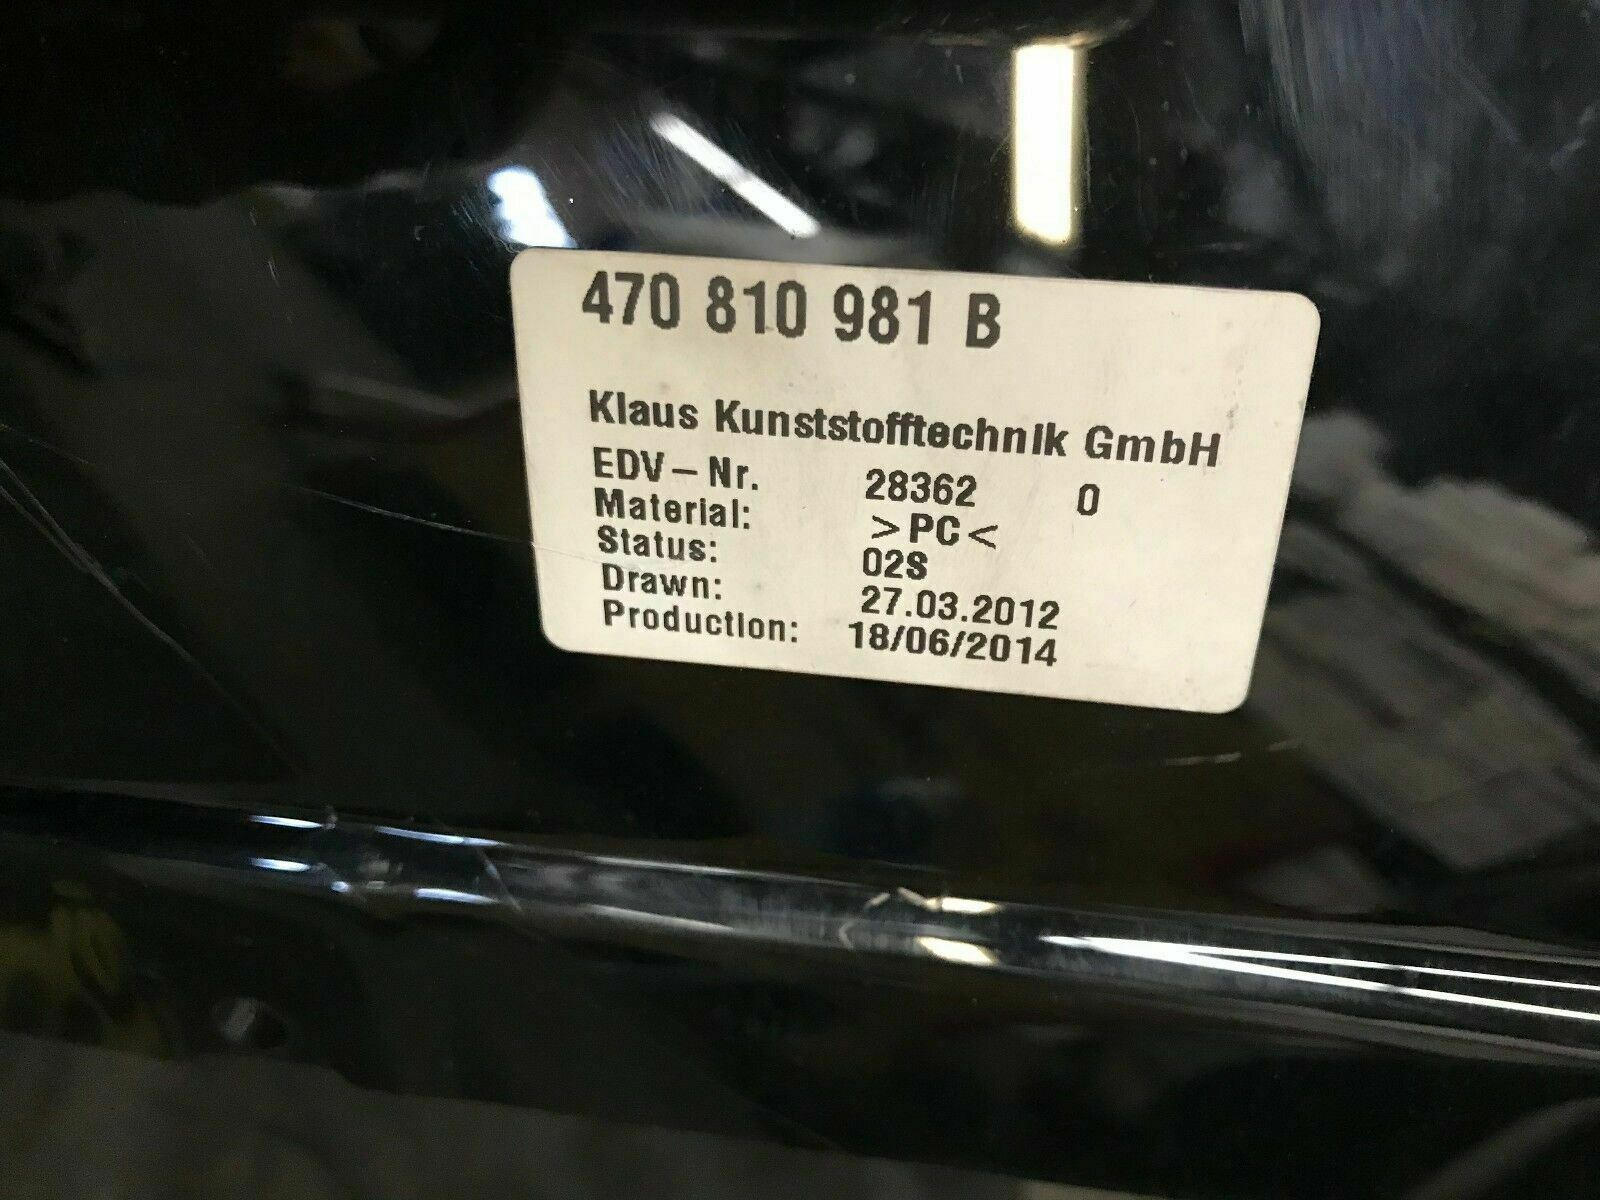 470 810 981 B
Klaus Kunststofftechnik GmbH
EDV – Nr. 28362 0
Material: >PC<
Status: 02S
Drawn: 27.03.2012
Production: 18/06/2014